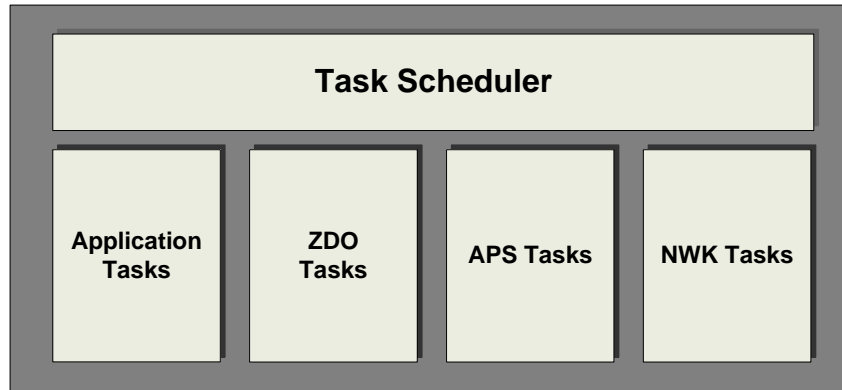 Task Scheduler
Application
Tasks
ZDO
Tasks
APS Tasks
NWK Tasks